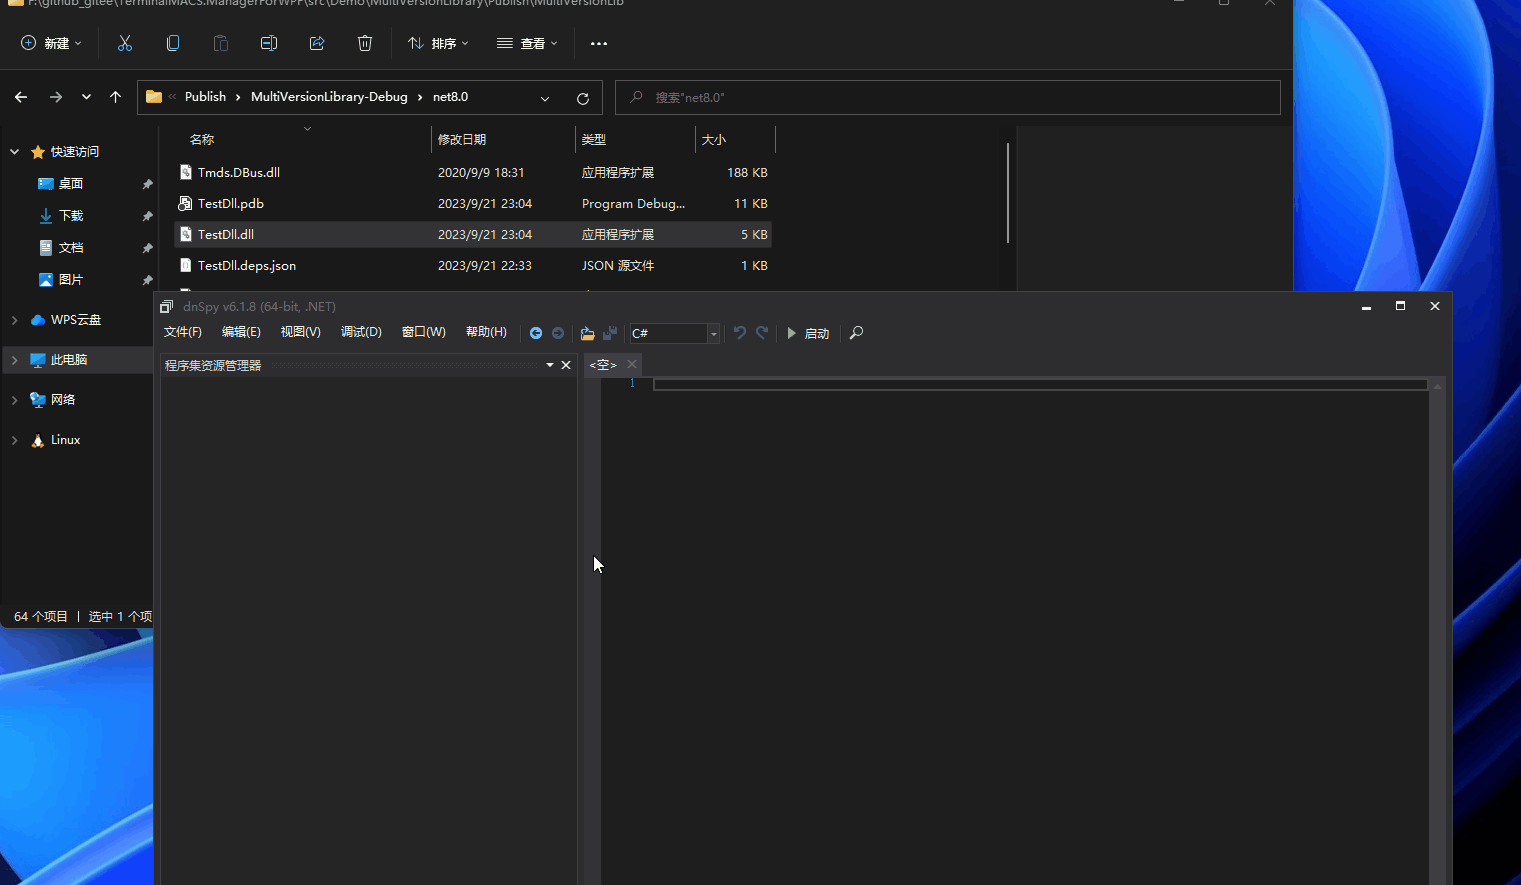 F:\github_gitee\TerminalMACS.ManagerForWPF\src\Demo\MultiVersionLibrary\Publish\MultiVersionLib
新建
排序
查看
Publish › MultiVersionLibrary-Debug › net8.0
搜索"net8.0"
名称 修改日期 类型 大小
快速访问
桌面
下载
文档
图片
WPS云盘
此电脑
网络
Linux
Tmds.DBus.dll 2020/9/9 18:31 应用程序扩展 188 KB
TestDll.pdb 2023/9/21 23:04 Program Debug... 11 KB
TestDll.dll 2023/9/21 23:04 应用程序扩展 5 KB
TestDll.deps.json 2023/9/21 22:33 JSON 源文件 1 KB
64 个项目 | 选中 1 个项
dnSpy v6.1.8 (64-bit, .NET)
文件(F) 编辑(E) 视图(V) 调试(D) 窗口(W) 帮助(H) C# 启动
程序集资源管理器
<空>
1